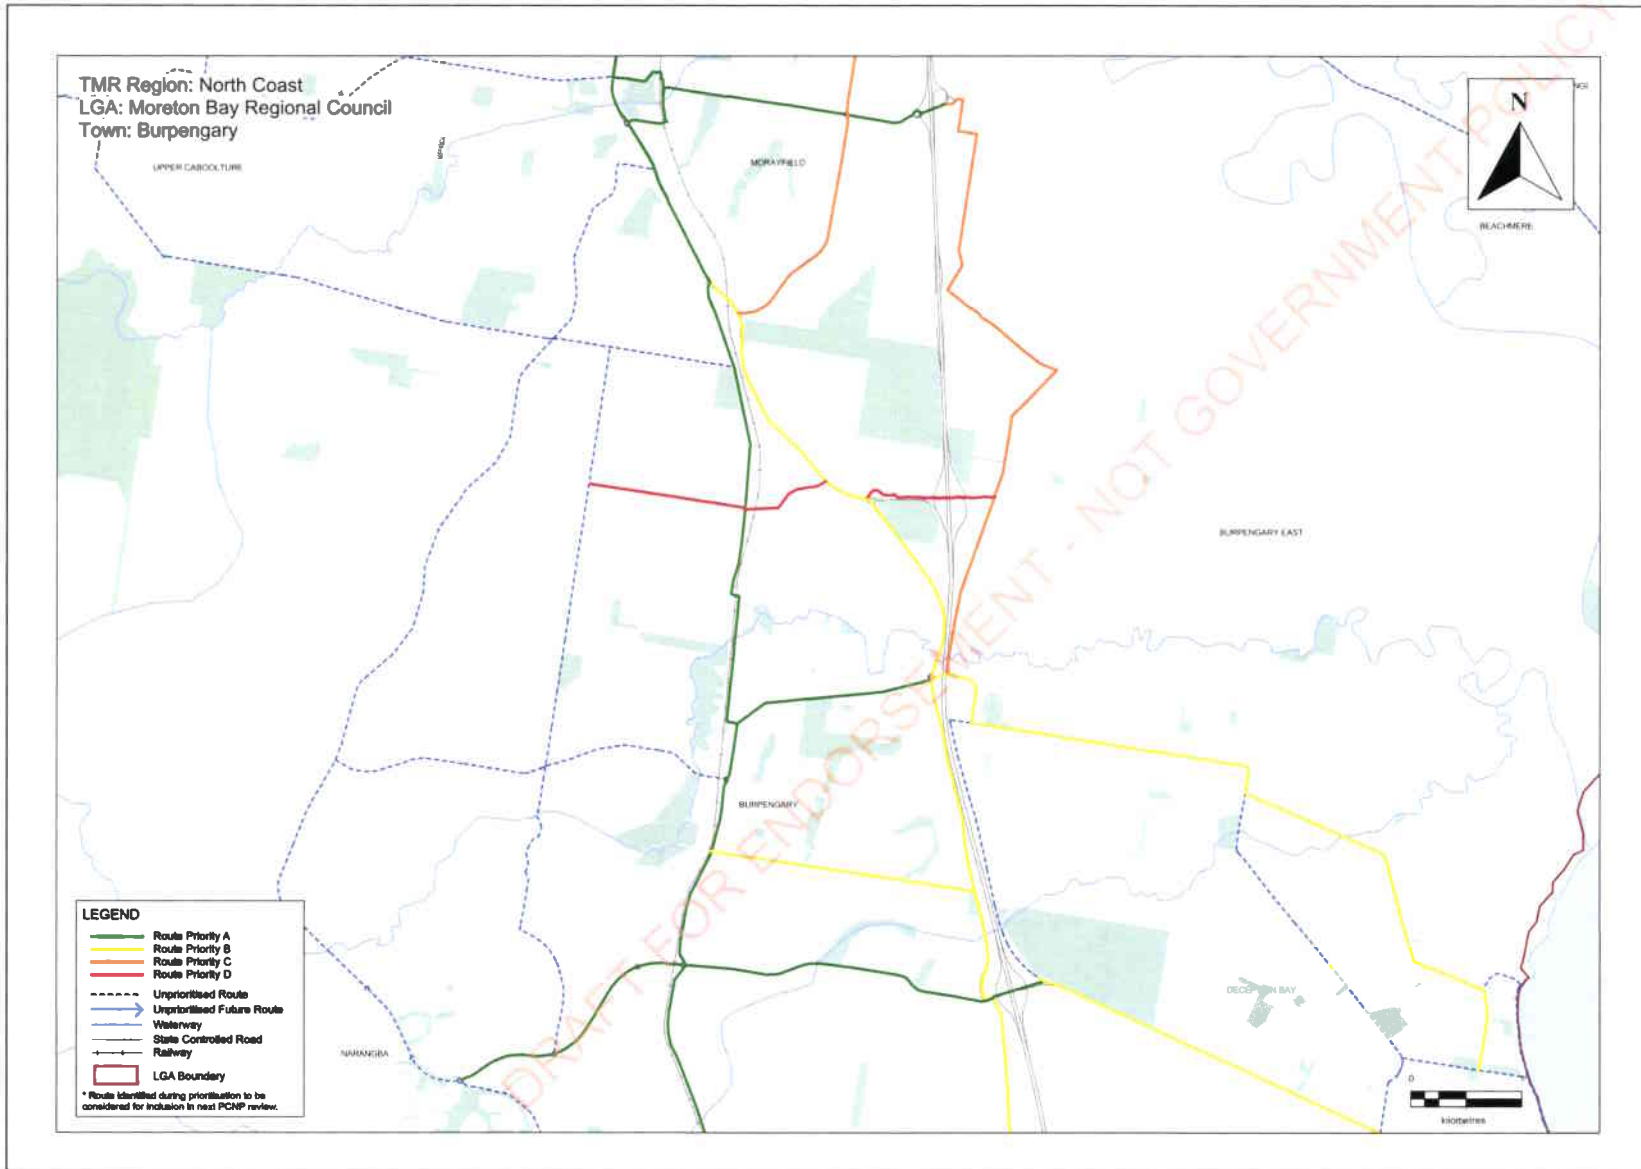 TMR Region: North Coast
LGA: Moreton Bay Regional Council
Town: Burpengary
N
UPPER CABOOLTURE
MORAYFIELD
BEACHMERE
BURPENGARY EAST
BURPENGARY
DECEPTION BAY
NARANGBA
DRAFT FOR ENDORSEMENT - NOT GOVERNMENT POLICY
LEGEND
Route Priority A
Route Priority B
Route Priority C
Route Priority D
Unprioritised Route
Unprioritised Future Route
Waterway
State Controlled Road
Railway
LGA Boundary
* Route identified during prioritisation to be
considered for inclusion in next PCNP review.
0
kilometres